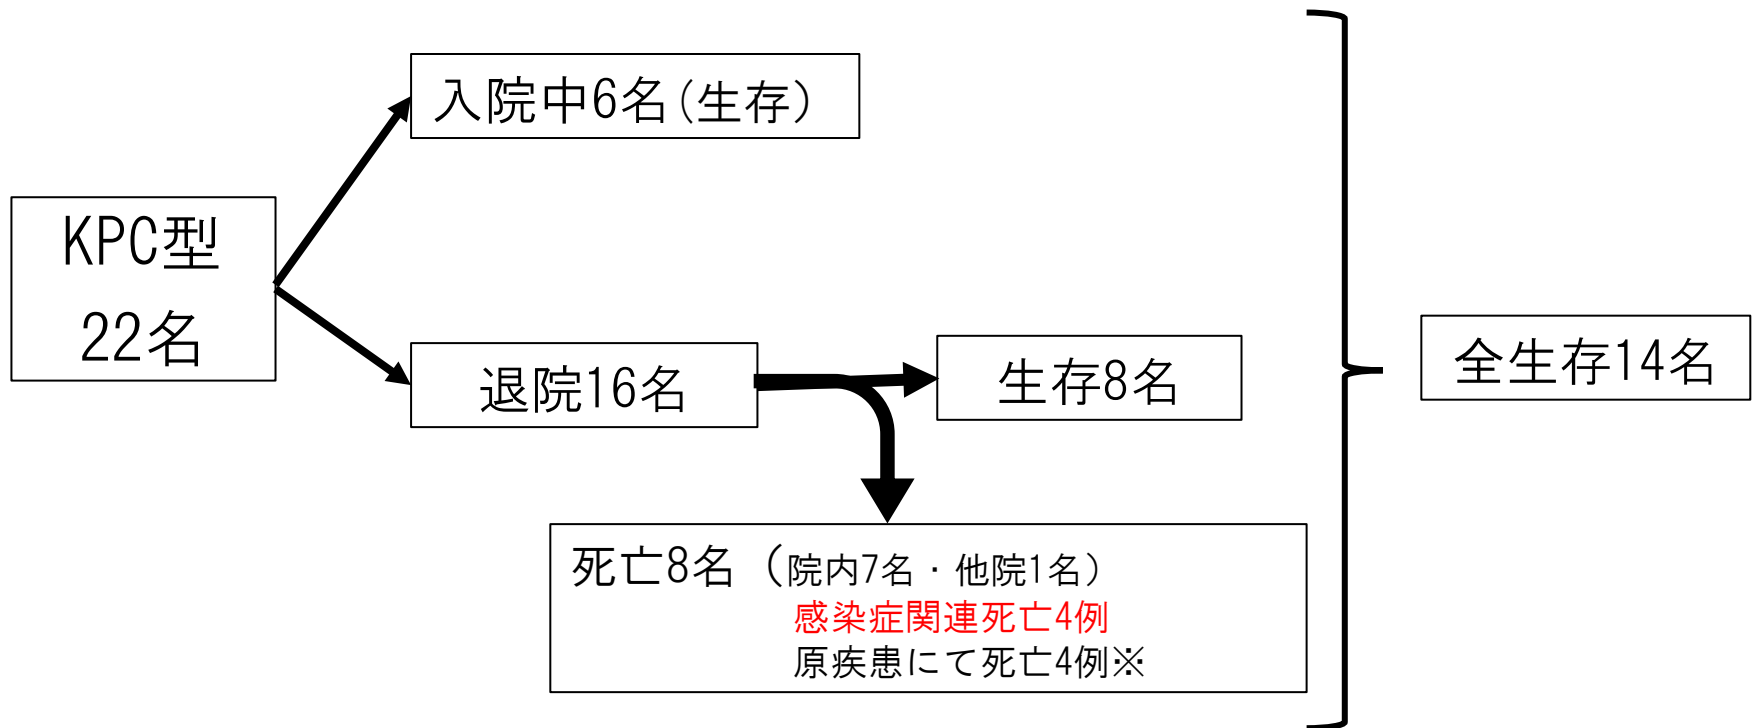 入院中6名(生存)
KPC型
22名
退院16名
生存8名
全生存14名
死亡8名（院内7名・他院1名）
感染症関連死亡4例
原疾患にて死亡4例※